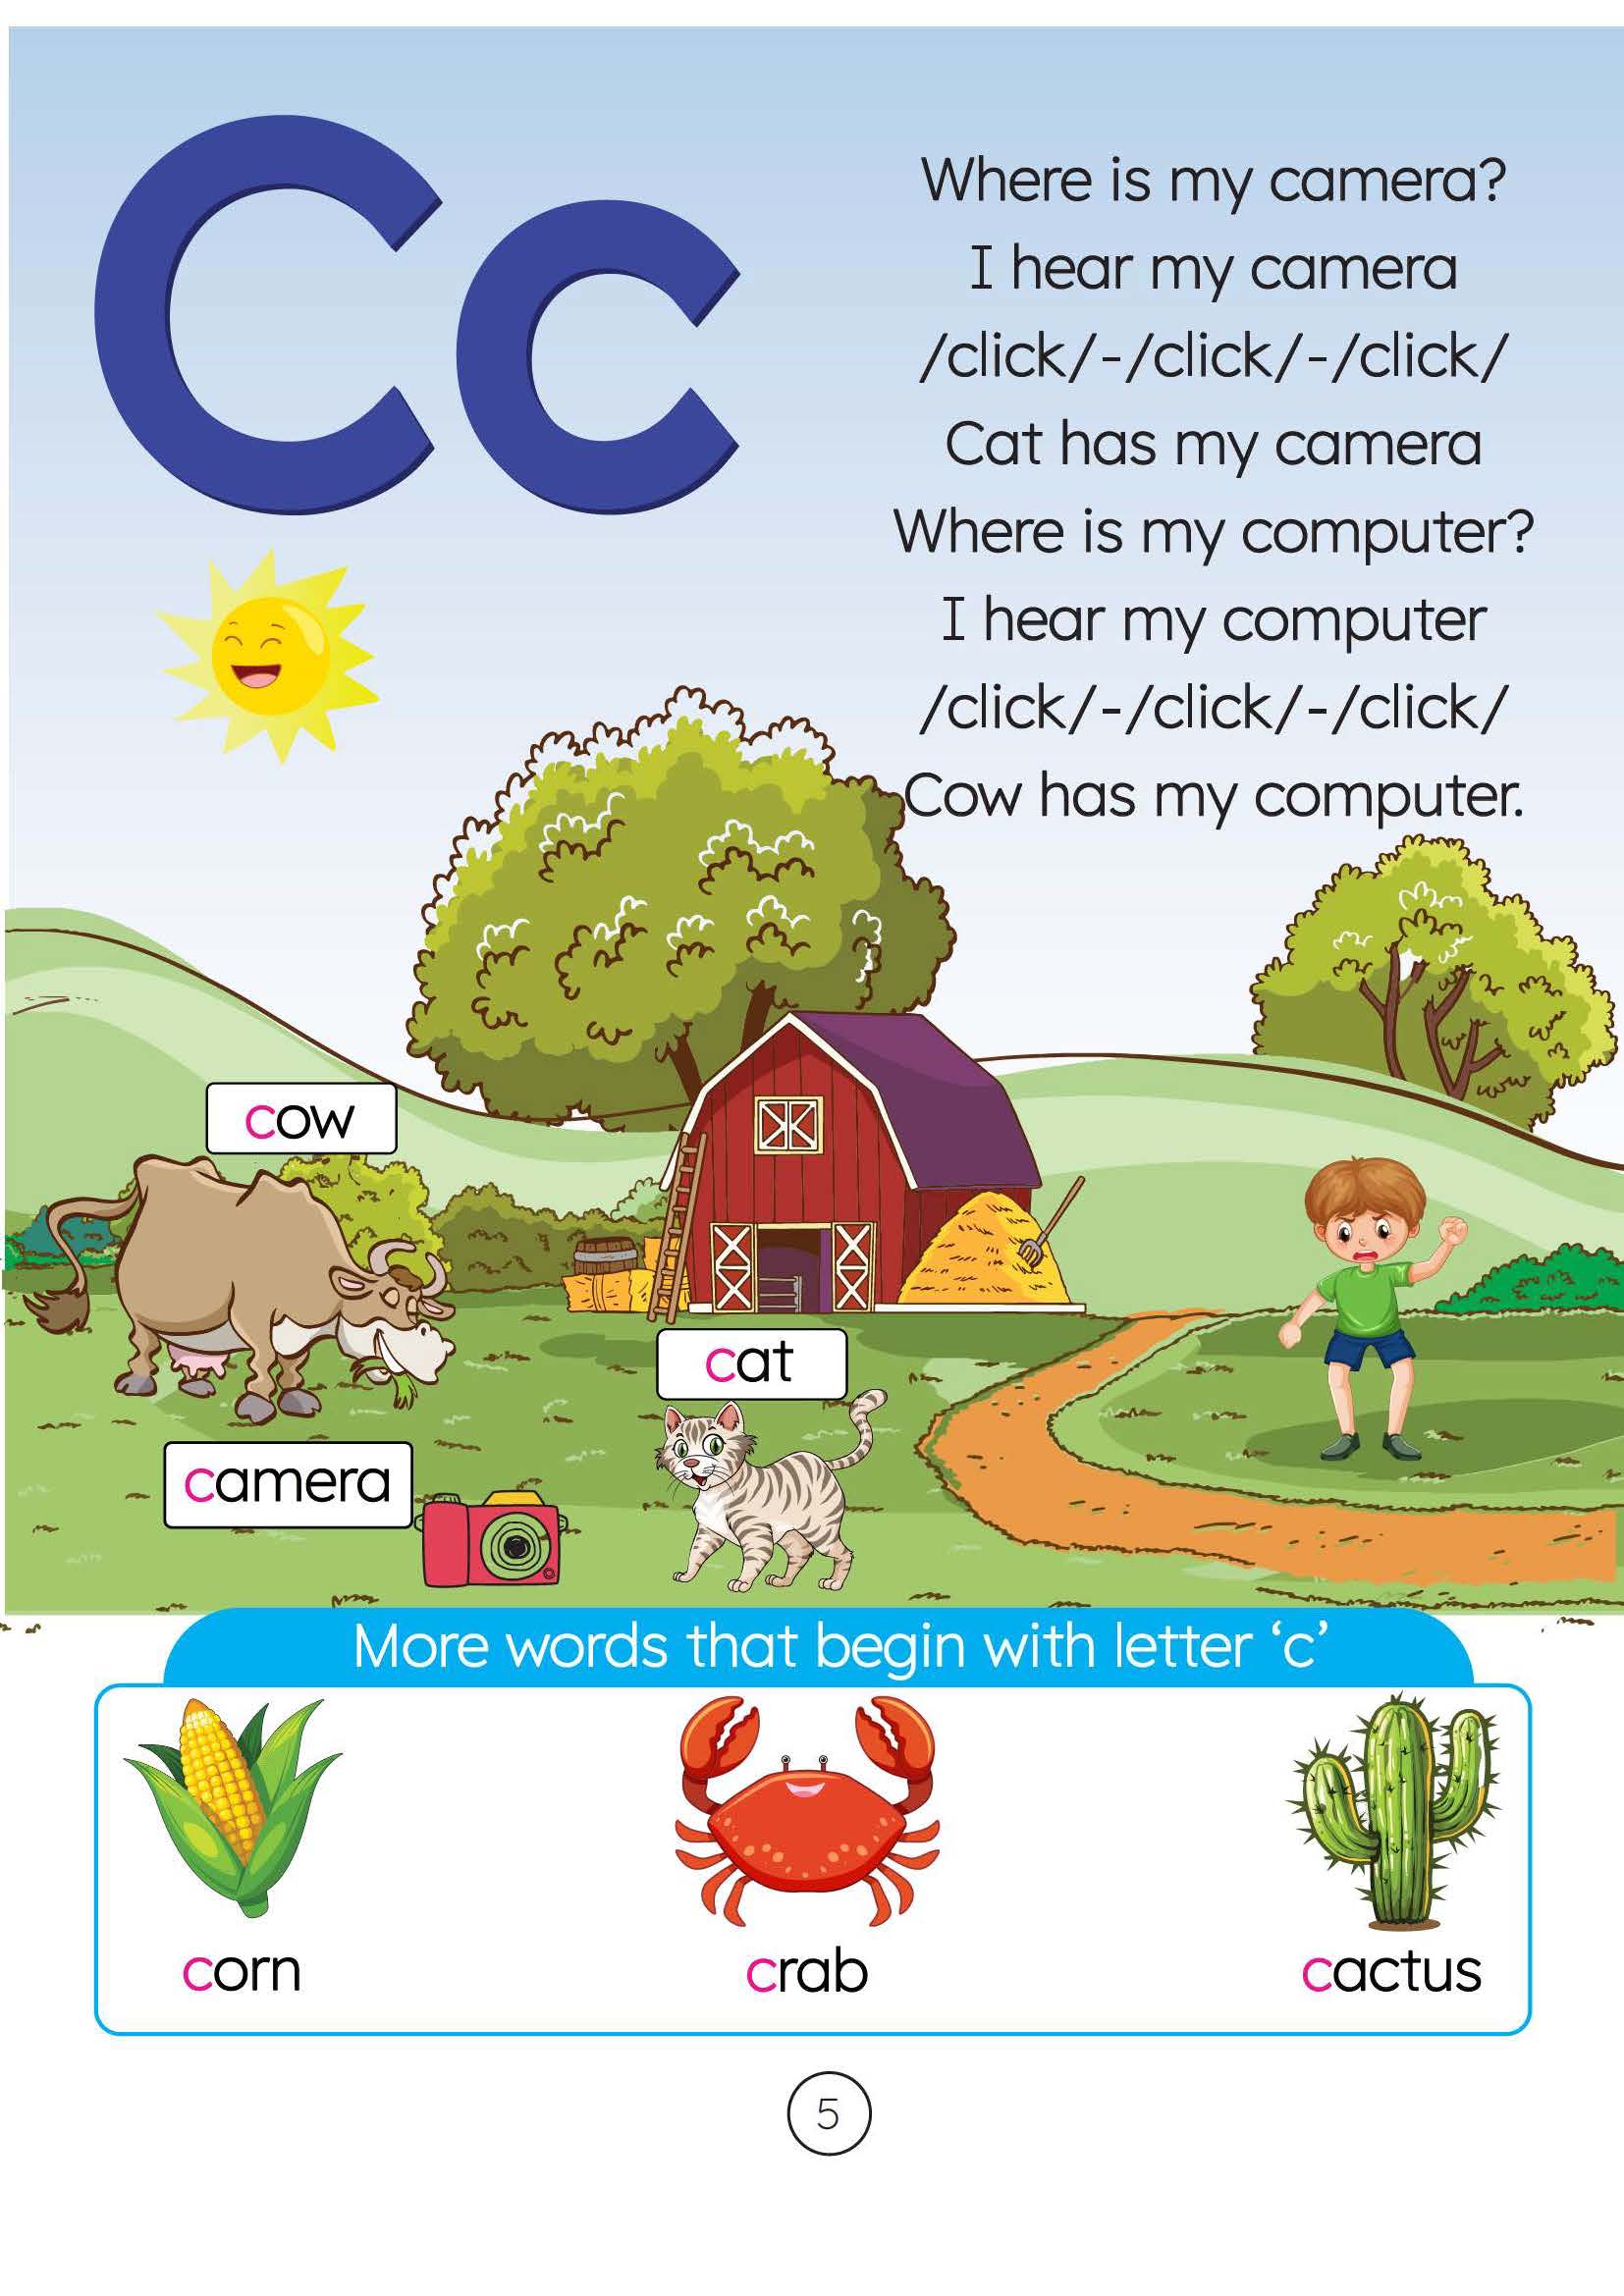 Cc
Where is my camera?
I hear my camera
/click/-/click/-/click/
Cat has my camera
Where is my computer?
I hear my computer
/click/-/click/-/click/
Cow has my computer.
cow
cat
camera
More words that begin with letter ‘c’
corn
crab
cactus
5